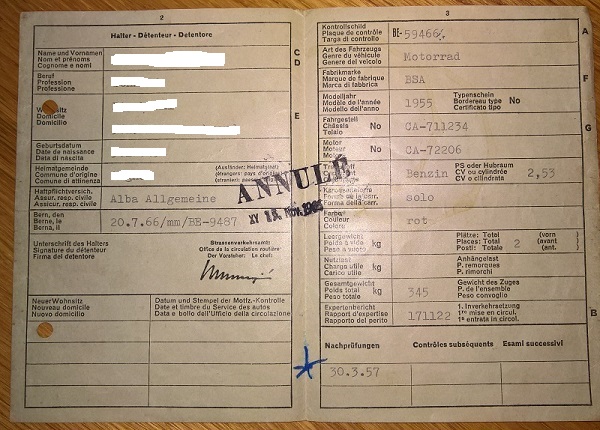 2
Halter - Détenteur - Detentore
Name und Vornamen
Nom et prénoms
Cognome e nomi
C
D
Beruf
Profession
Professione
Wohnsitz
Domicile
Domicilio
E
Geburtsdatum
Date de naissance
Data di nascita
Heimatgemeinde
Commune d'origine
Comune di attinenza
(Ausländer: Heimatstaat)
(étrangers: pays d'origine)
(stranieri:
Haftpflichtversich.
Assur. resp. civile
Assicur. resp. civile
Alba Allgemeine
Bern, den
Berne, le
Berna, il
20.7.66/mm/BE-9487
Unterschrift des Halters
Signature du détenteur
Firma del detentore
Strassenverkehrsamt
Office de la circulation routière
Der Vorsteher: Le chef:
Neuer Wohnsitz
Nouveau domicile
Nuovo domicilio
Datum und Stempel der Motfz.-Kontrolle
Date et timbre du Service des autos
Data e bollo dell'Ufficio della circolazione
ANNULÉ
XV
3
Kontrollschild
Plaque de contrôle
Targa di controllo
BE-59466
A
Art des Fahrzeugs
Genre du véhicule
Genere del veicolo
Motorrad
Fabrikmarke
Marque de fabrique
Marca di fabbrica
BSA
F
Modelljahr
Modèle de l'année
Modello dell'anno
1955
Typenschein
Bordereau type No
Certificato tipo
Fahrgestell
Châssis No
Telaio
CA-711234
G
Motor
Moteur No
Motore
CA-72206
Benzin
PS oder Hubraum
CV ou cylindrée
CV o cilindrata
2,53
Karosserieform
Forme de la carr.
Forma della carr.
solo
Farbe
Couleur
Colore
rot
Leergewicht
Poids à vide kg
Peso a vuoto
Plätze: Total (vorn
Places: Total 2 (avant
Posti: Totale (ant.
Nutzlast
Charge utile kg
Carico utile
Anhängelast
P. remorques
P. rimorchi
Gesamtgewicht
Poids total kg
Peso totale
345
Gewicht des Zuges
P. de l'ensemble
Peso convoglio
Expertenbericht
Rapport d'expertise
Rapporto del perito
171122
1. Inverkehrsetzung
1re mise en circul.
1a entrata in circol.
B
Nachprüfungen Contrôles subséquents Esami successivi
30.3.57